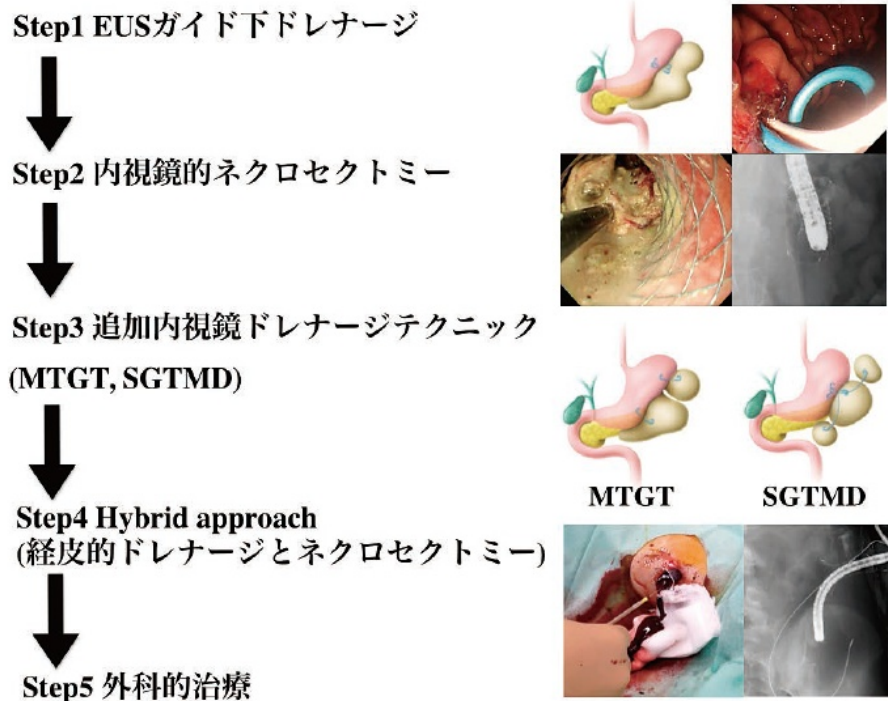 Step1 EUSガイド下ドレナージ
Step2 内視鏡的ネクロセクトミー
Step3 追加内視鏡ドレナージテクニック
(MTGT, SGTMD)
MTGT
SGTMD
Step4 Hybrid approach
(経皮的ドレナージとネクロセクトミー)
Step5 外科的治療